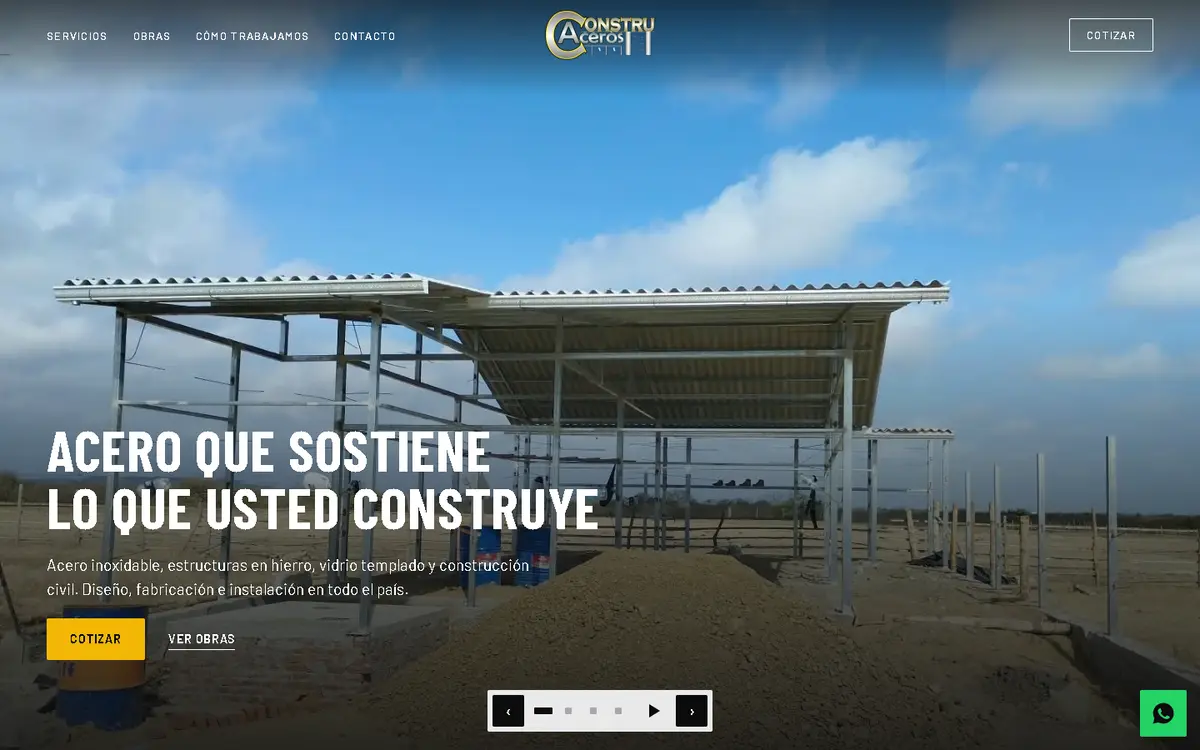 SERVICIOS
OBRAS
CÓMO TRABAJAMOS
CONTACTO
CONSTRU
Aceros
COTIZAR
ACERO QUE SOSTIENE
LO QUE USTED CONSTRUYE
Acero inoxidable, estructuras en hierro, vidrio templado y construcción
civil. Diseño, fabricación e instalación en todo el país.
COTIZAR
VER OBRAS